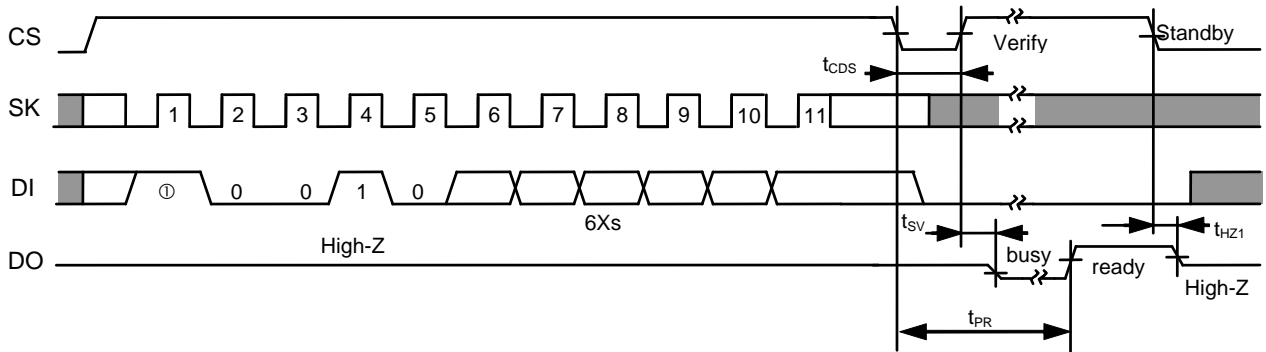 CS
Verify
Standby
tCDS
SK
1 2 3 4 5 6 7 8 9 10 11
DI
① 0 0 1 0
6Xs
tSV
tHZ1
High-Z
DO
busy
ready
High-Z
tPR